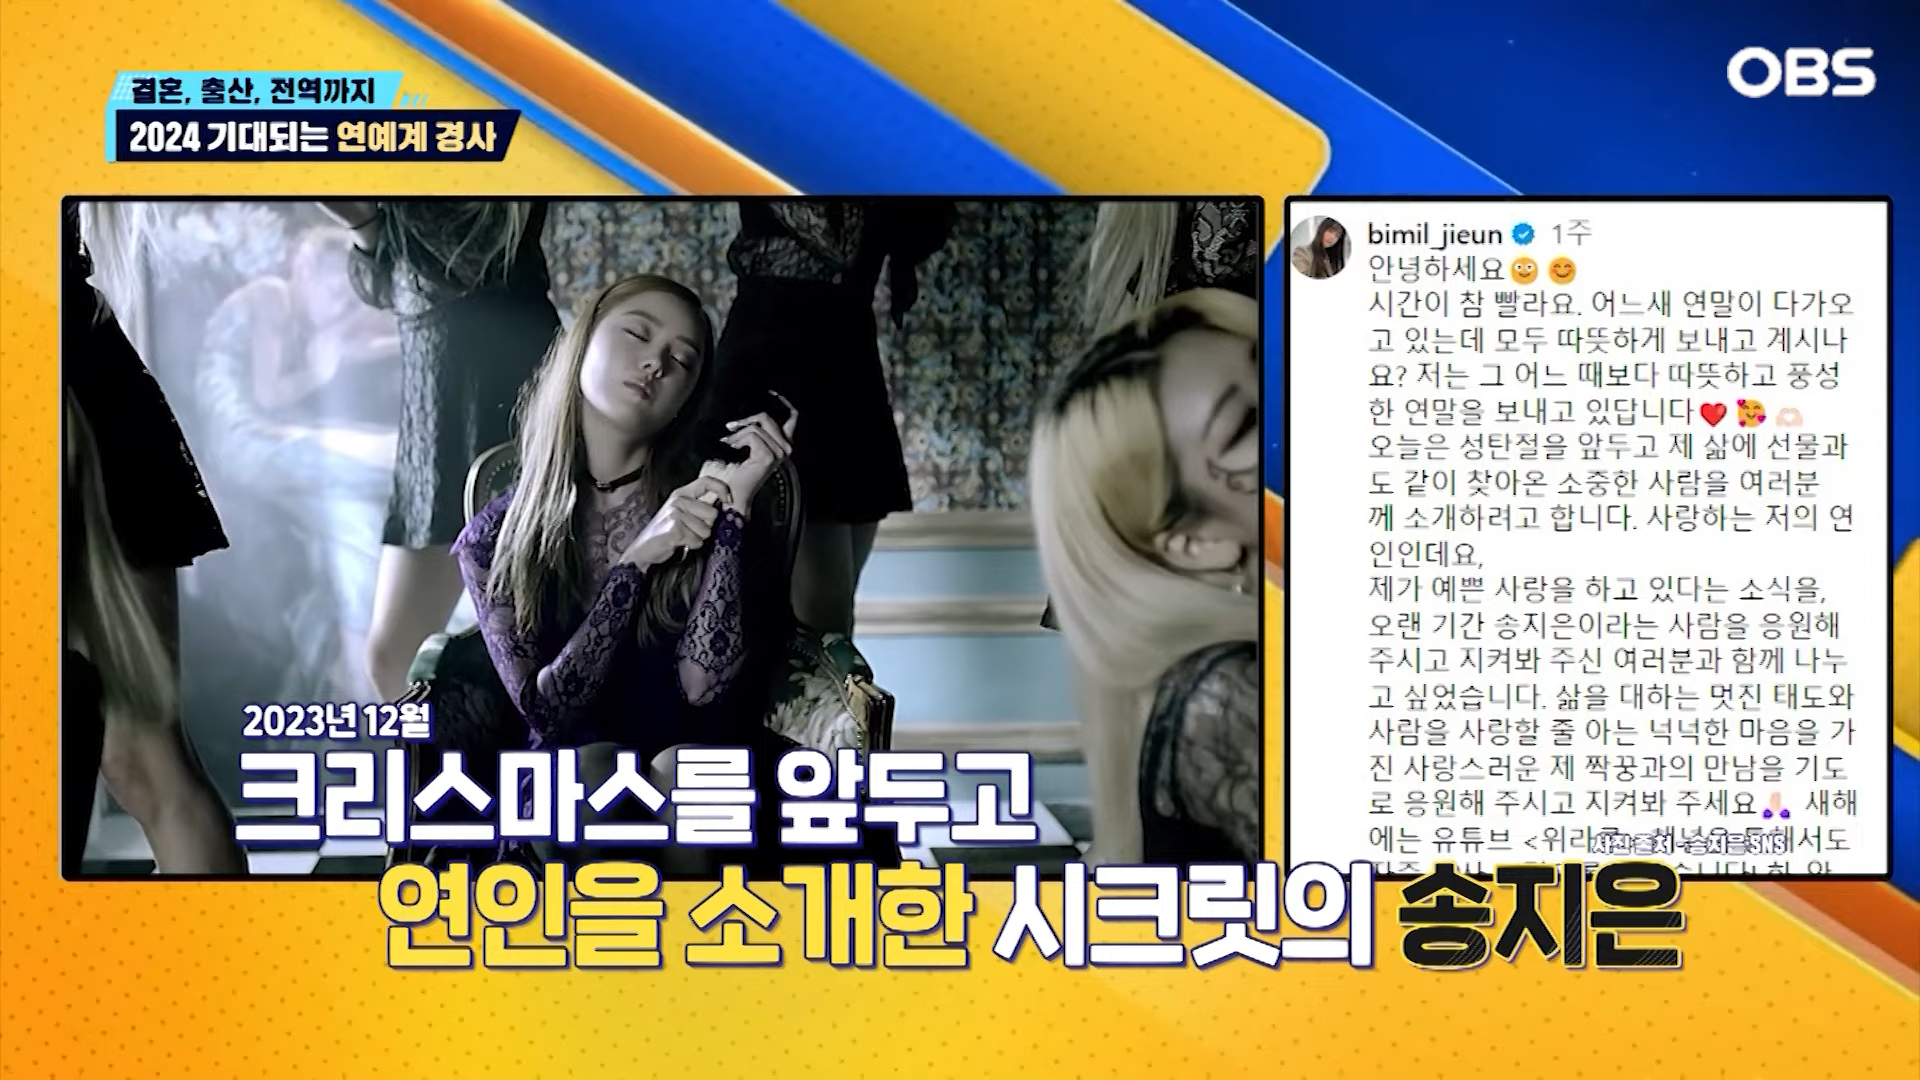 결혼, 출산, 전역까지
2024 기대되는 연예계 경사
OBS
bimil_jieun 1주
안녕하세요
시간이 참 빨라요. 어느새 연말이 다가오
고 있는데 모두 따뜻하게 보내고 계시나
요? 저는 그 어느 때보다 따뜻하고 풍성
한 연말을 보내고 있답니다
오늘은 성탄절을 앞두고 제 삶에 선물과
도 같이 찾아온 소중한 사람을 여러분
께 소개하려고 합니다. 사랑하는 저의 연
인인데요,
제가 예쁜 사랑을 하고 있다는 소식을,
오랜 기간 송지은이라는 사람을 응원해
주시고 지켜봐 주신 여러분과 함께 나누
고 싶었습니다. 삶을 대하는 멋진 태도와
사람을 사랑할 줄 아는 넉넉한 마음을 가
진 사랑스러운 제 짝꿍과의 만남을 기도
로 응원해 주시고 지켜봐 주세요 새해
에는 유튜브
2023년 12월
크리스마스를 앞두고
연인을 소개한 시크릿의 송지은